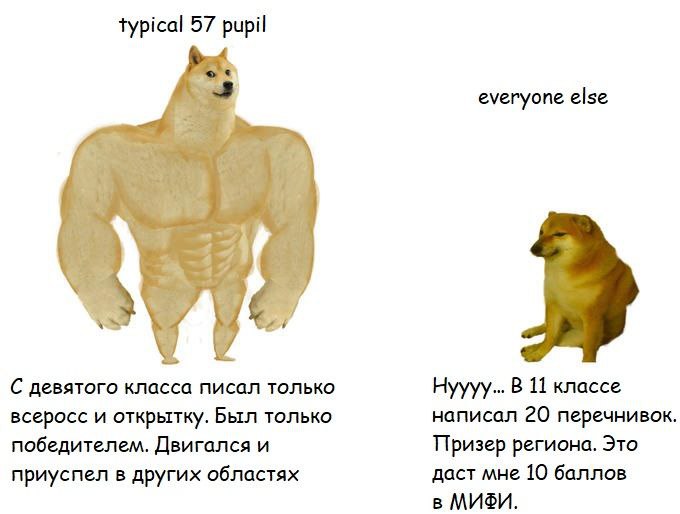 typical 57 pupil
everyone else
С девятого класса писал только
всеросс и открытку. Был только
победителем. Двигался и
приуспел в других областях
Нуууу... В 11 классе
написал 20 перечнивок.
Призер региона. Это
даст мне 10 баллов
в МИФИ.